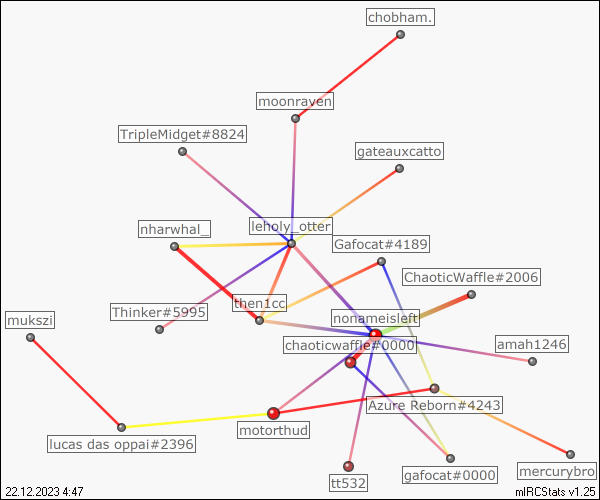 chobham.
moonraven
TripleMidget#8824
gateauxcatto
nharwhal_
leholy_otter
Gafocat#4189
ChaoticWaffle#2006
Thinker#5995
then1cc
nonameisleft
mukszi
chaoticwaffle#0000
amah1246
Azure Reborn#4243
lucas das oppai#2396
motorthud
tt532
gafocat#0000
mercurybro
22.12.2023 4:47
mIRCStats v1.25